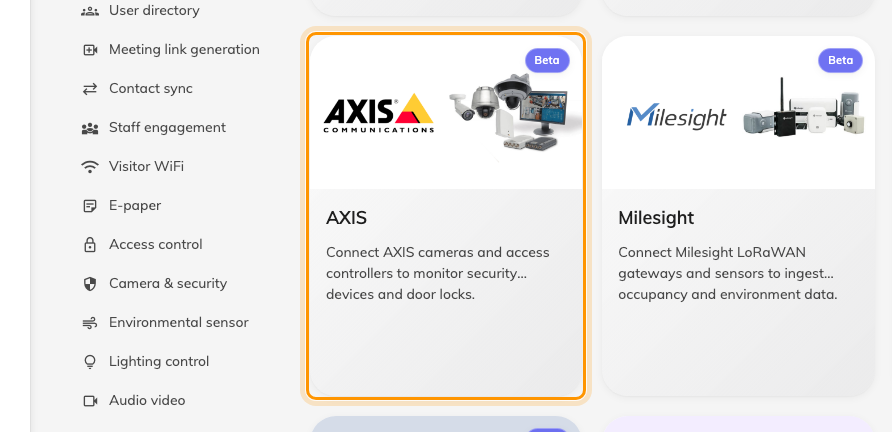 User directory
Meeting link generation
Contact sync
Staff engagement
Visitor WiFi
E-paper
Access control
Camera & security
Environmental sensor
Lighting control
Audio video
Beta
AXIS
COMMUNICATIONS
AXIS
Connect AXIS cameras and access
controllers to monitor security...
devices and door locks.
Beta
Milesight
Milesight
Connect Milesight LoRaWAN
gateways and sensors to ingest...
occupancy and environment data.